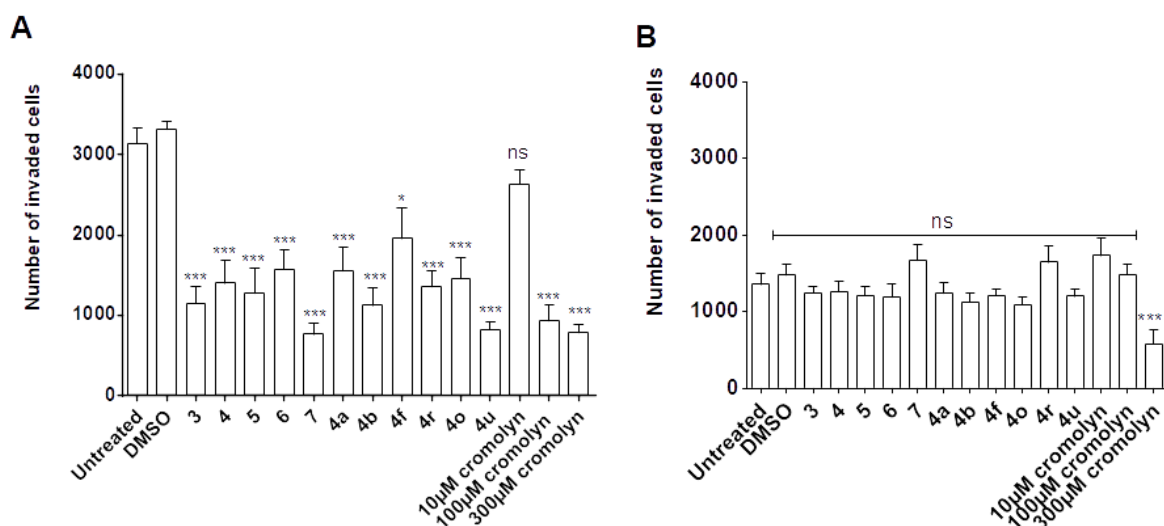 A
Number of invaded cells
4000
3000
2000
1000
0
***
***
***
***
***
***
***
*
***
***
***
ns
***
***
Untreated
DMSO
3
4
5
6
7
4a
4b
4f
4r
4o
4u
10µM cromolyn
100µM cromolyn
300µM cromolyn
B
Number of invaded cells
4000
3000
2000
1000
0
ns
***
Untreated
DMSO
3
4
5
6
7
4a
4b
4f
4o
4r
4u
10µM cromolyn
100µM cromolyn
300µM cromolyn